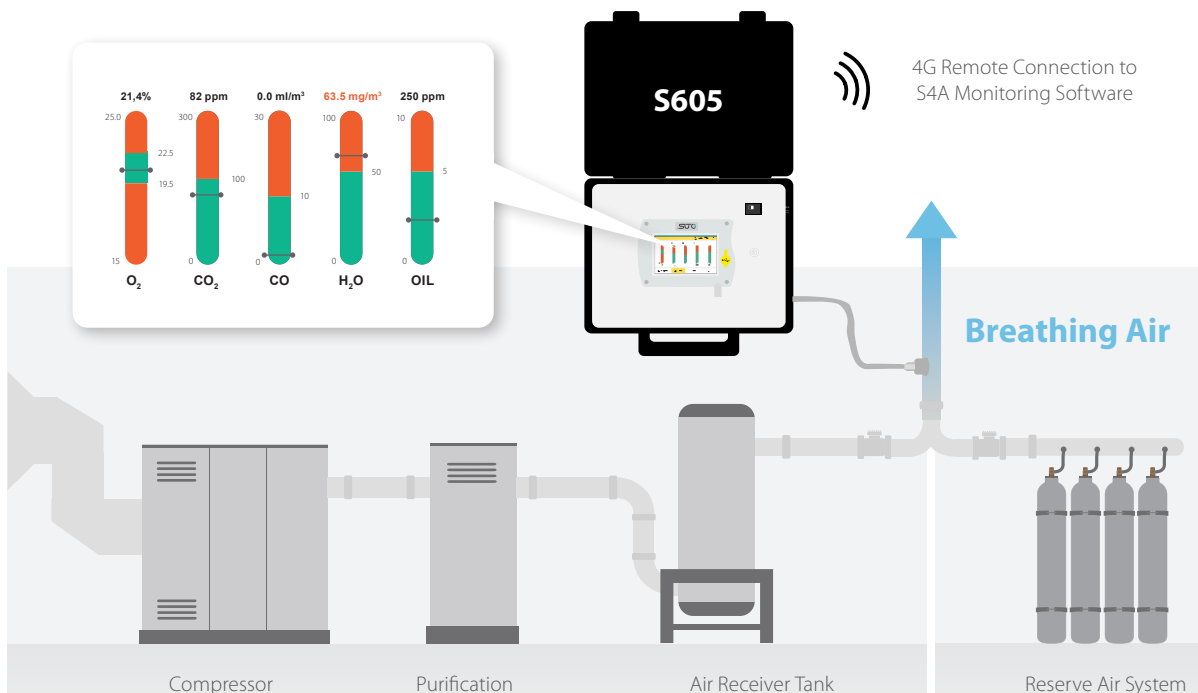 21,4%
82 ppm
0.0 ml/m³
63.5 mg/m³
250 ppm
25.0
22.5
19.5
15
300
100
0
30
10
0
100
50
0
10
5
0
O₂
CO₂
CO
H₂O
OIL
S605
4G Remote Connection to
S4A Monitoring Software
SUTO
Breathing Air
Compressor
Purification
Air Receiver Tank
Reserve Air System